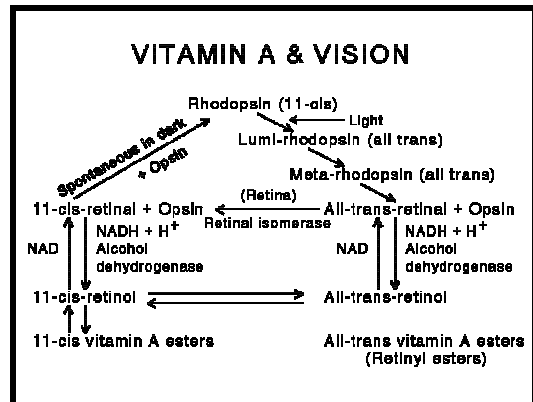 VITAMIN A & VISION
Rhodopsin (11-cis)
Light
Lumi-rhodopsin (all trans)
Meta-rhodopsin (all trans)
Spontaneous in dark
+ Opsin
11-cis-retinal + Opsin
(Retina)
Retinal isomerase
All-trans-retinal + Opsin
NAD
NADH + H+
Alcohol
dehydrogenase
NAD
NADH + H+
Alcohol
dehydrogenase
11-cis-retinol
All-trans-retinol
11-cis vitamin A esters
All-trans vitamin A esters
(Retinyl esters)